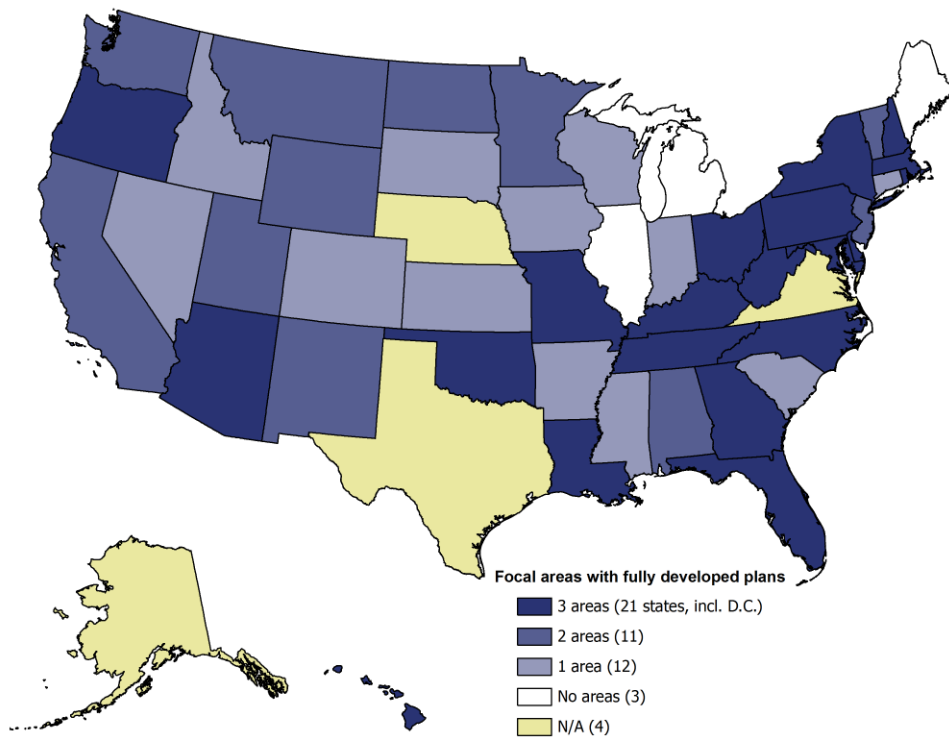 Focal areas with fully developed plans
3 areas (21 states, incl. D.C.)
2 areas (11)
1 area (12)
No areas (3)
N/A (4)